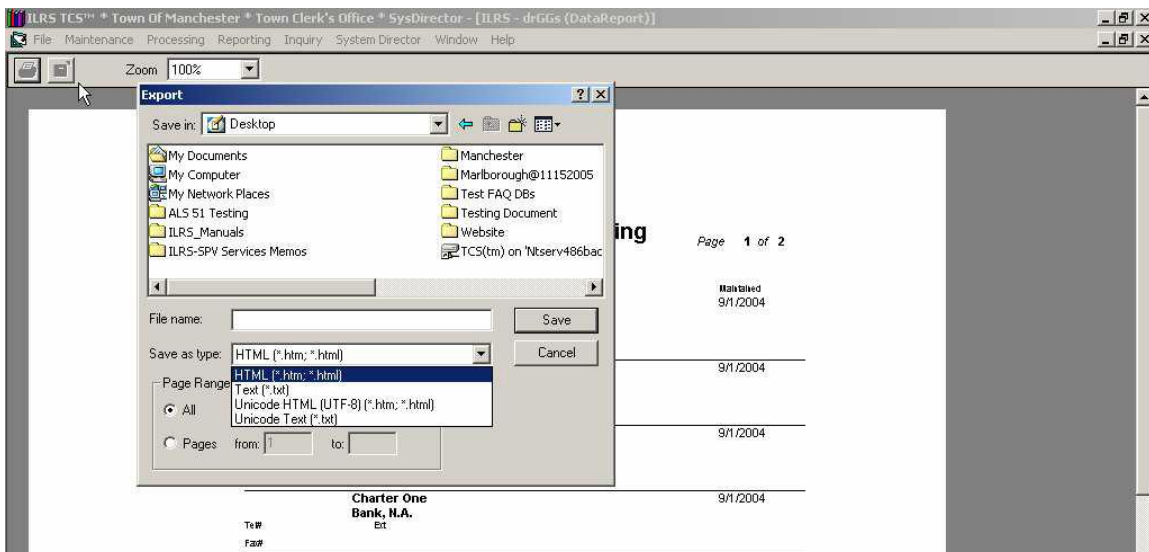 ILRS TCS™ * Town Of Manchester * Town Clerk's Office * SysDirector - [ILRS - drGGs (DataReport)]
File Maintenance Processing Reporting Inquiry System Director Window Help
Zoom 100%
Export
Save in: Desktop
My Documents
My Computer
My Network Places
ALS 51 Testing
ILRS_Manuals
ILRS-SPV Services Memos
Manchester
Marlborough@11152005
Test FAQ DBs
Testing Document
Website
TCS(tm) on 'Ntserv486bac
ing
Page 1 of 2
Maintained
9/1/2004
File name:
Save
Save as type: HTML (*.htm; *.html)
Cancel
HTML (*.htm; *.html)
Text (*.txt)
Unicode HTML (UTF-8) (*.htm; *.html)
Unicode Text (*.txt)
Page Range
All
Pages from: 1 to:
9/1/2004
9/1/2004
Charter One
Bank, N.A.
9/1/2004
Tel# Ext
Fax#